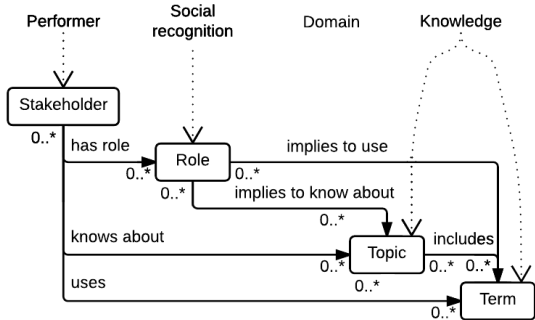 Performer
Social
recognition
Domain
Knowledge
Stakeholder
0..*
has role
0..*
Role
0..*
implies to use
0..*
implies to know about
0..*
knows about
0..*
Topic
0..*
includes
0..*
0..*
uses
0..*
Term